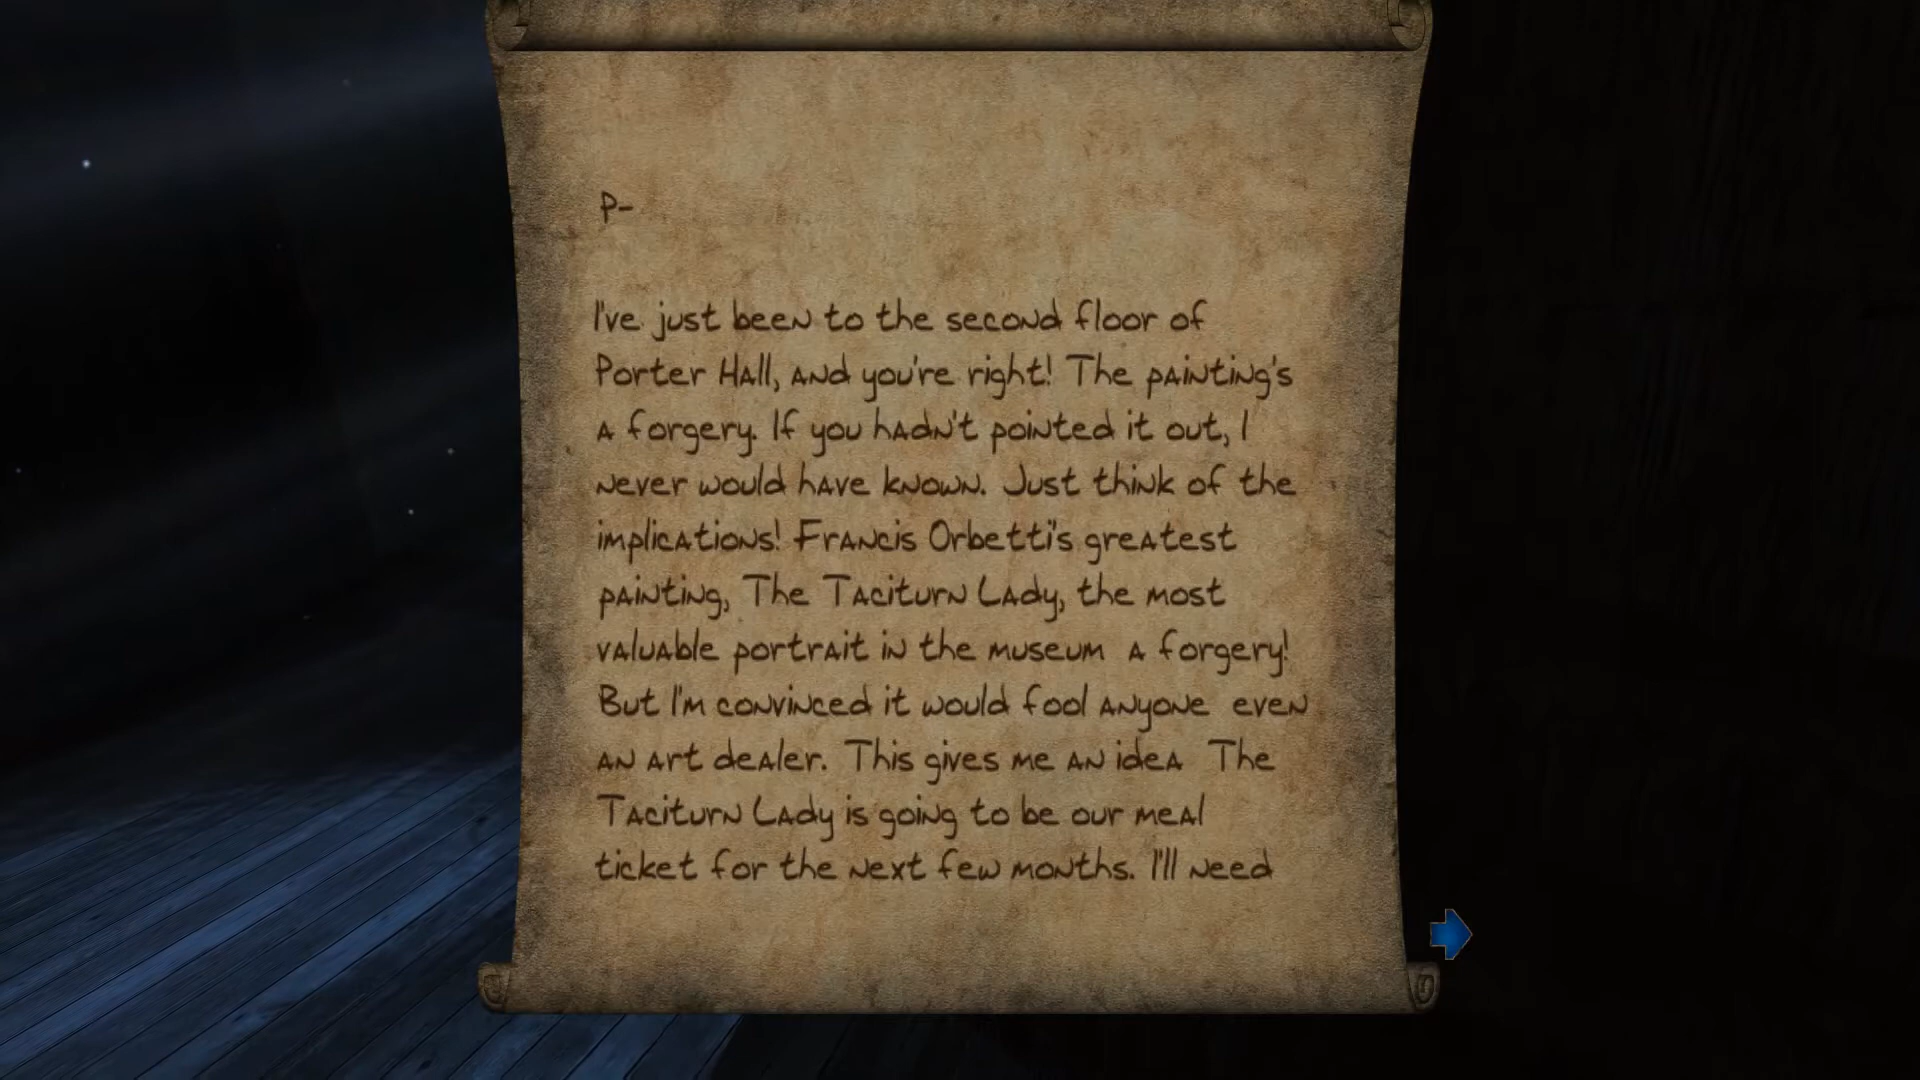 P-
I've just been to the second floor of
Porter Hall, and you're right! The painting's
a forgery. If you hadn't pointed it out, I
never would have known. Just think of the
implications! Francis Orbetti's greatest
painting, The Taciturn Lady, the most
valuable portrait in the museum  a forgery!
But I'm convinced it would fool anyone  even
an art dealer. This gives me an idea  The
Taciturn Lady is going to be our meal
ticket for the next few months. I'll need